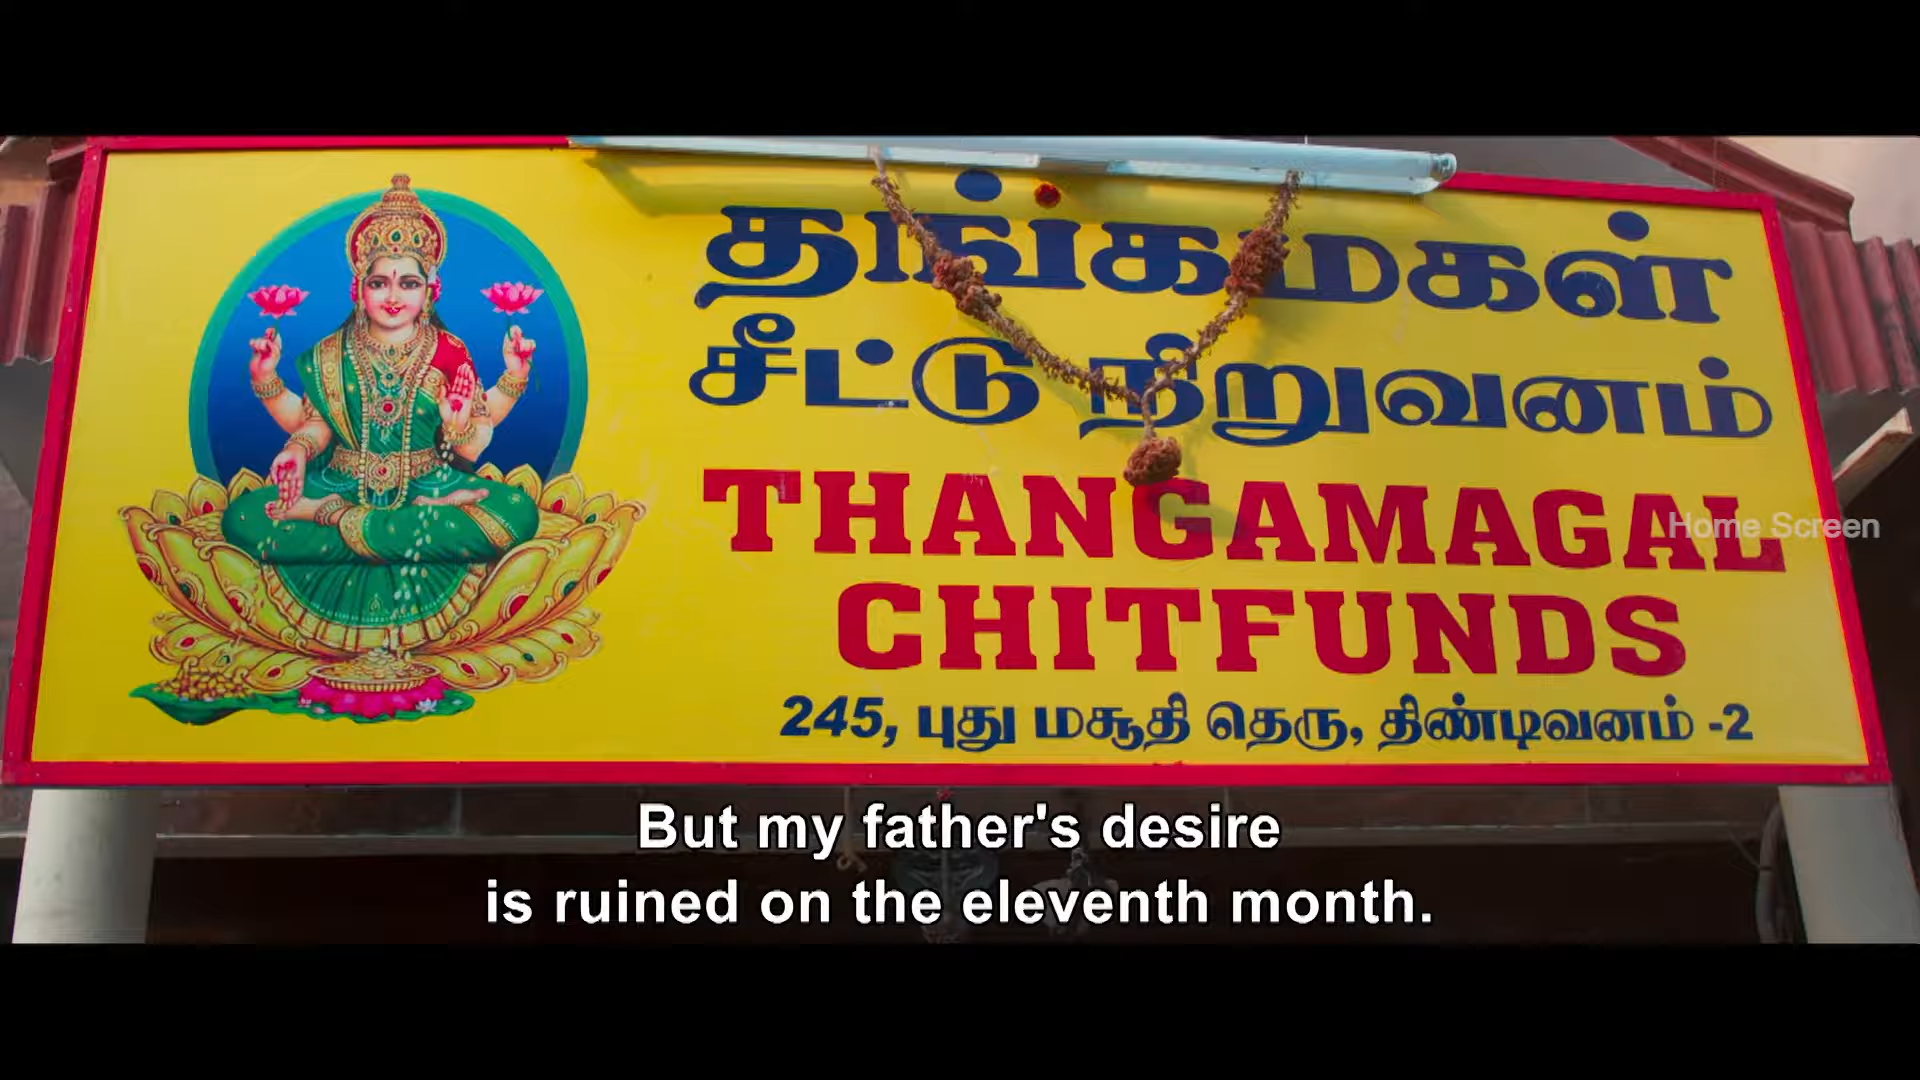 தங்கமகள்
சீட்டு நிறுவனம்
THANGAMAGAL
Home Screen
CHITFUNDS
245, புது மசூதி தெரு, திண்டிவனம் -2
But my father's desire
is ruined on the eleventh month.